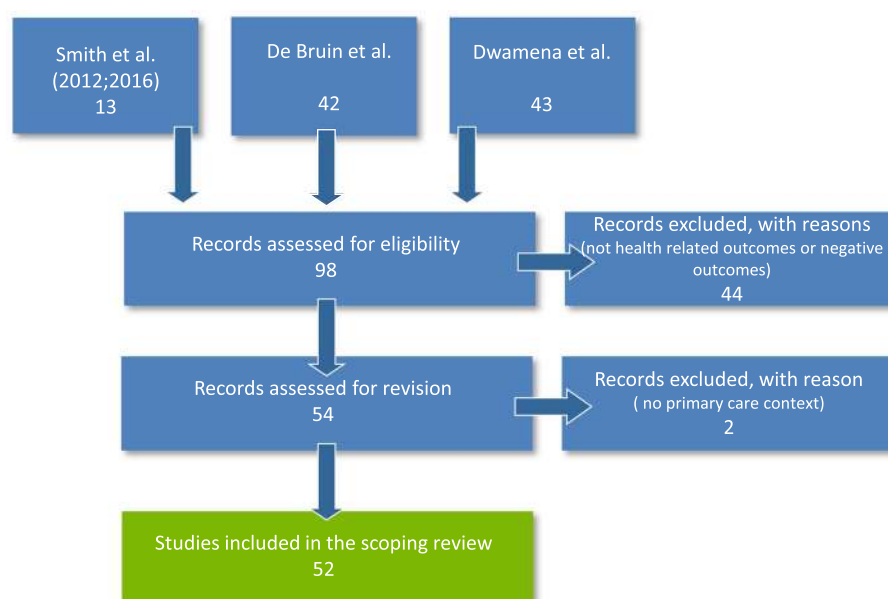 Smith et al.
(2012;2016)
13
De Bruin et al.
42
Dwamena et al.
43
Records assessed for eligibility
98
Records excluded, with reasons
(not health related outcomes or negative
outcomes)
44
Records assessed for revision
54
Records excluded, with reason
( no primary care context)
2
Studies included in the scoping review
52